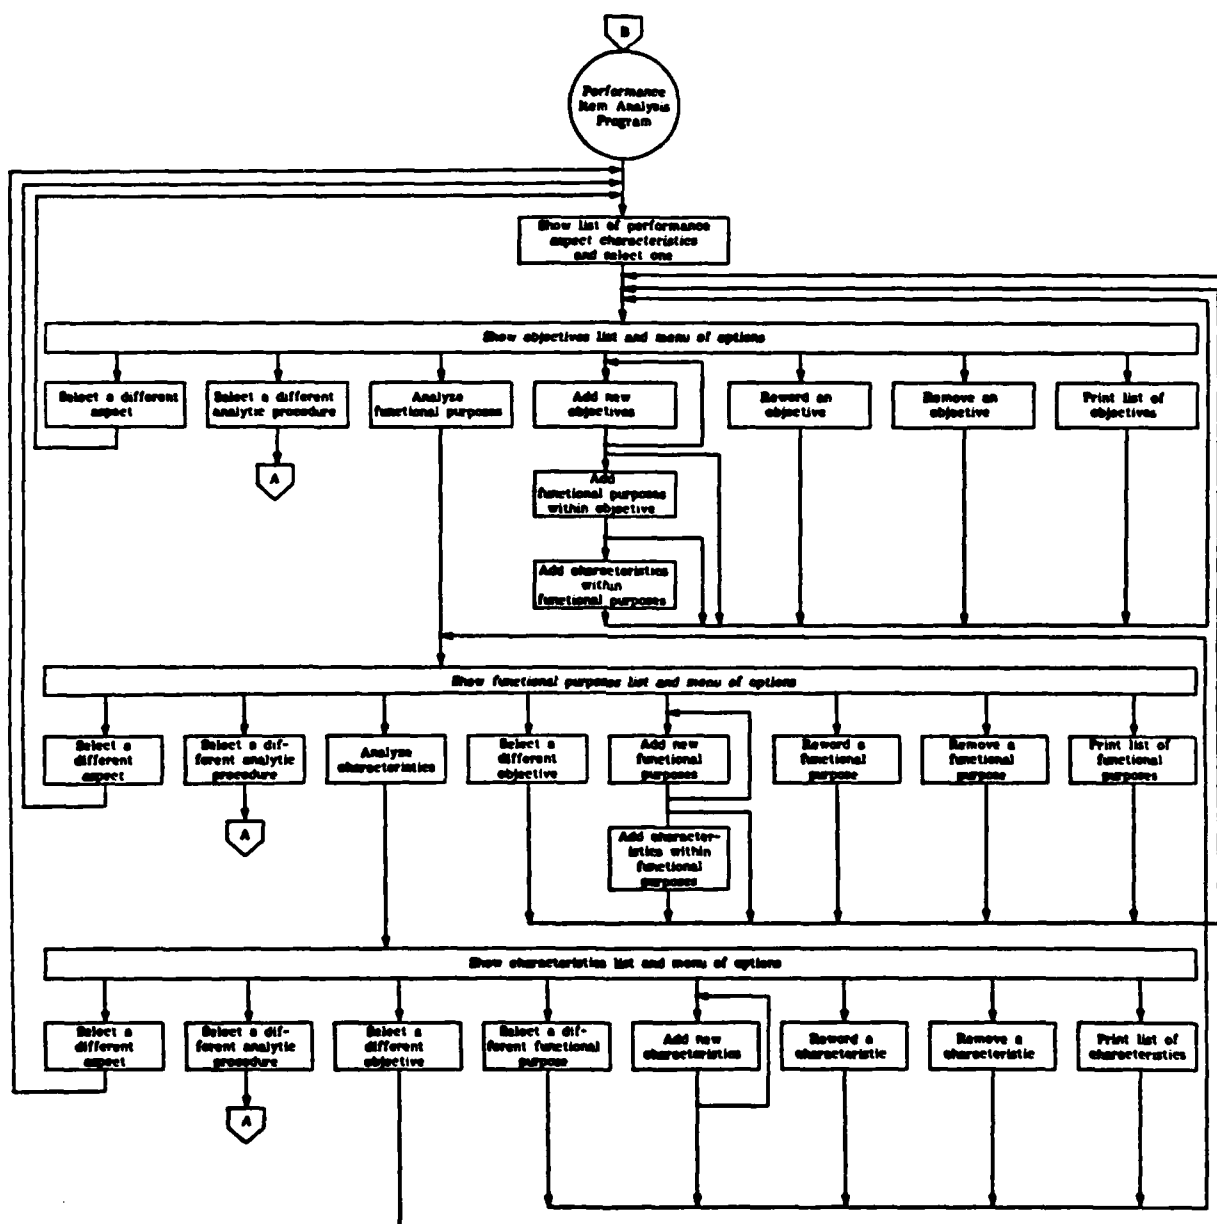 B
Performance
Item Analysis
Program
Show list of performance
aspect characteristics
and select one
Show objectives list and menu of options
Select a different
aspect
Select a different
analytic procedure
Analyze
functional purposes
Add new
objectives
Reword an
objective
Remove an
objective
Print list of
objectives
A
Add
functional purposes
within objective
Add characteristics
within
functional purposes
Show functional purposes list and menu of options
Select a
different
aspect
Select a dif-
ferent analytic
procedure
Analyze
characteristics
Select a
different
objective
Add new
functional
purposes
Reword a
functional
purpose
Remove a
functional
purpose
Print list of
functional
purposes
A
Add character-
istics within
functional
purposes
Show characteristics list and menu of options
Select a
different
aspect
Select a dif-
ferent analytic
procedure
Select a
different
objective
Select a dif-
ferent functional
purpose
Add new
characteristics
Reword a
characteristic
Remove a
characteristic
Print list of
characteristics
A